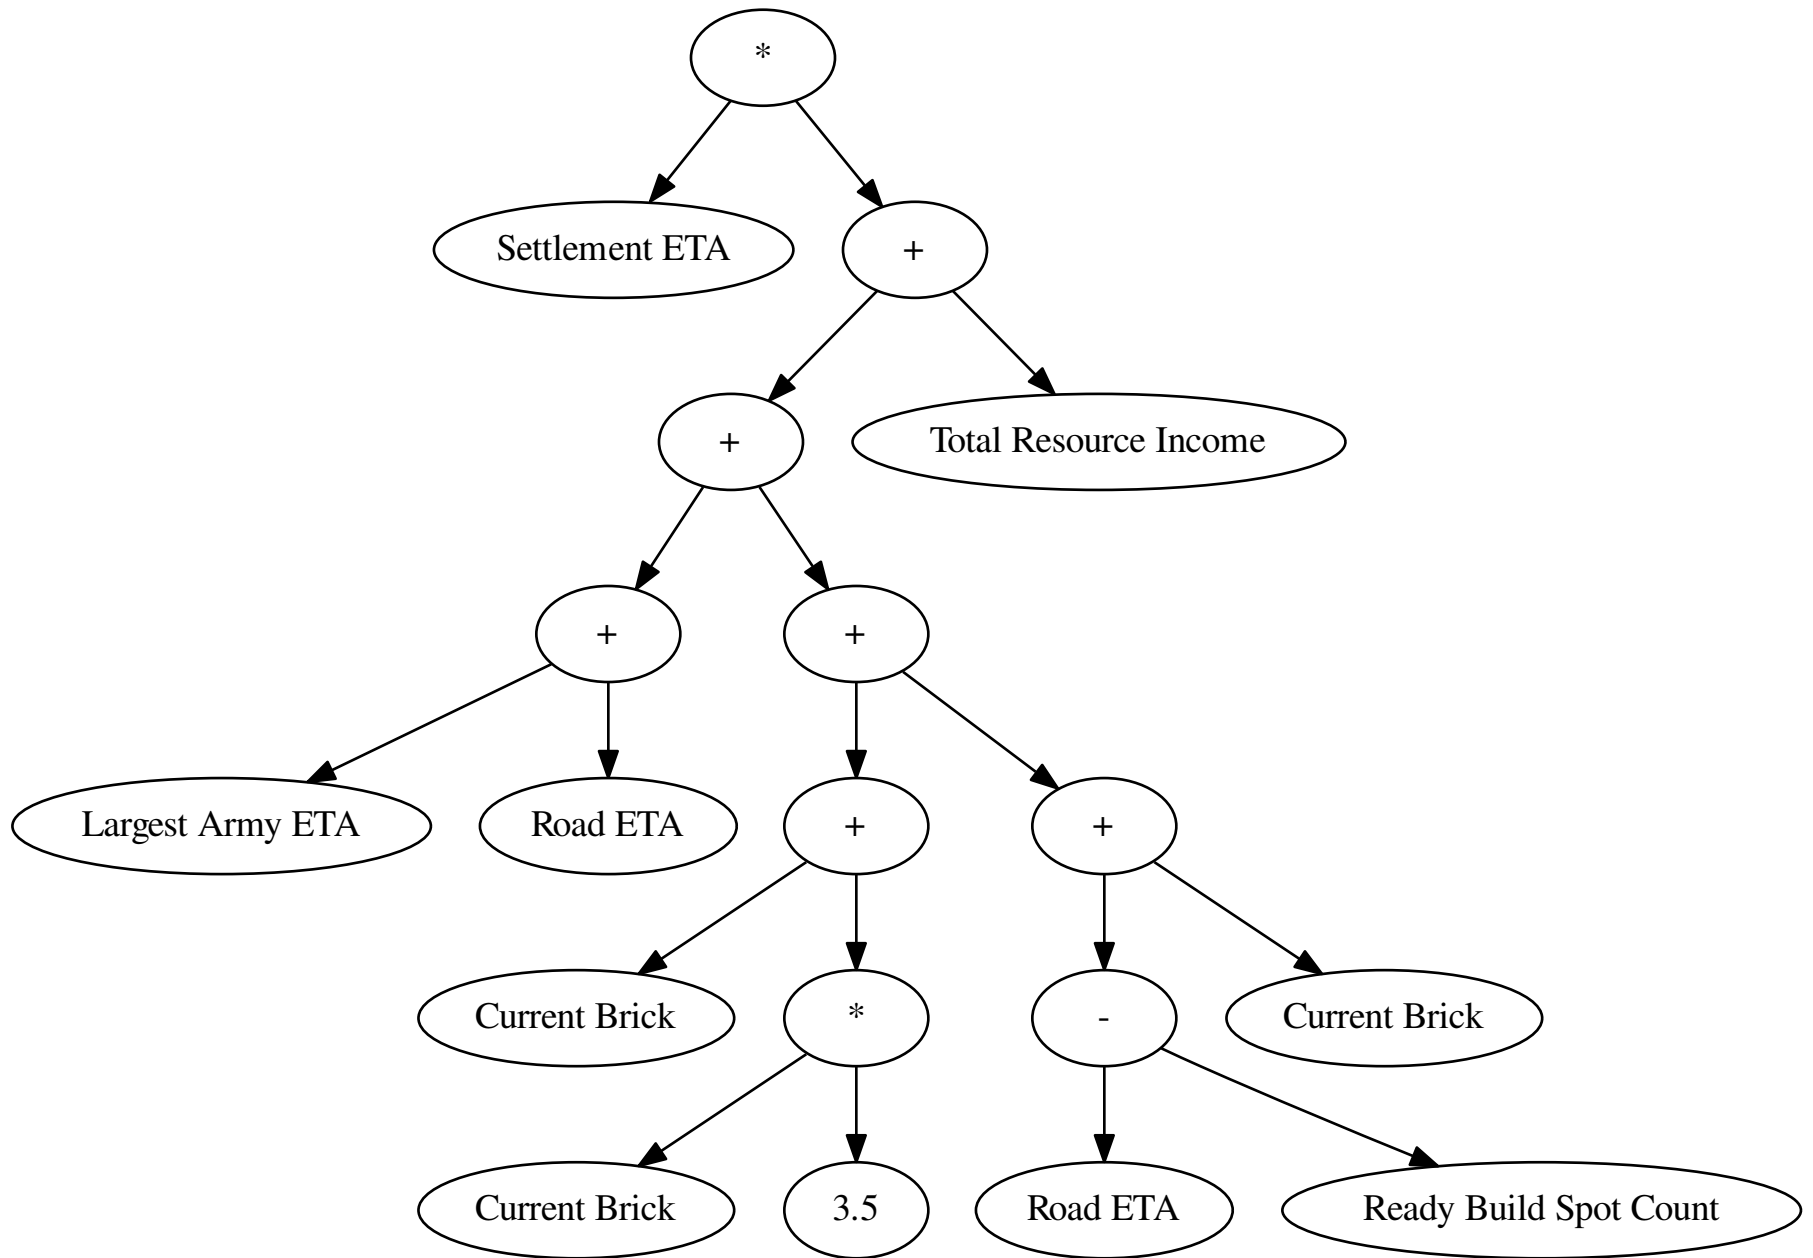 *
Settlement ETA
+
+
Total Resource Income
+
+
Largest Army ETA
Road ETA
+
+
Current Brick
*
-
Current Brick
Current Brick
3.5
Road ETA
Ready Build Spot Count